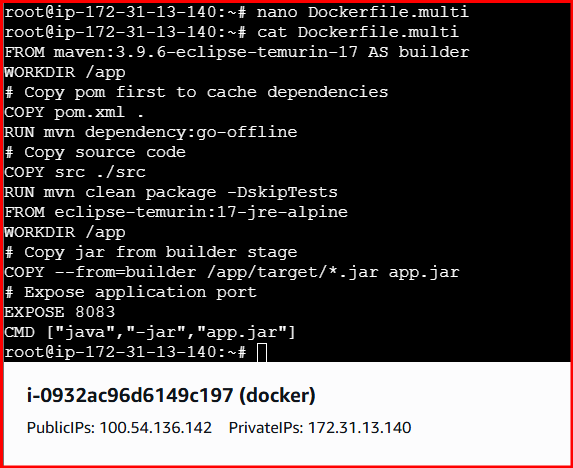 root@ip-172-31-13-140:~# nano Dockerfile.multi
root@ip-172-31-13-140:~# cat Dockerfile.multi
FROM maven:3.9.6-eclipse-temurin-17 AS builder
WORKDIR /app
# Copy pom first to cache dependencies
COPY pom.xml .
RUN mvn dependency:go-offline
# Copy source code
COPY src ./src
RUN mvn clean package -DskipTests
FROM eclipse-temurin:17-jre-alpine
WORKDIR /app
# Copy jar from builder stage
COPY --from=builder /app/target/*.jar app.jar
# Expose application port
EXPOSE 8083
CMD ["java","-jar","app.jar"]
root@ip-172-31-13-140:~#
i-0932ac96d6149c197 (docker)
PublicIPs: 100.54.136.142 PrivateIPs: 172.31.13.140